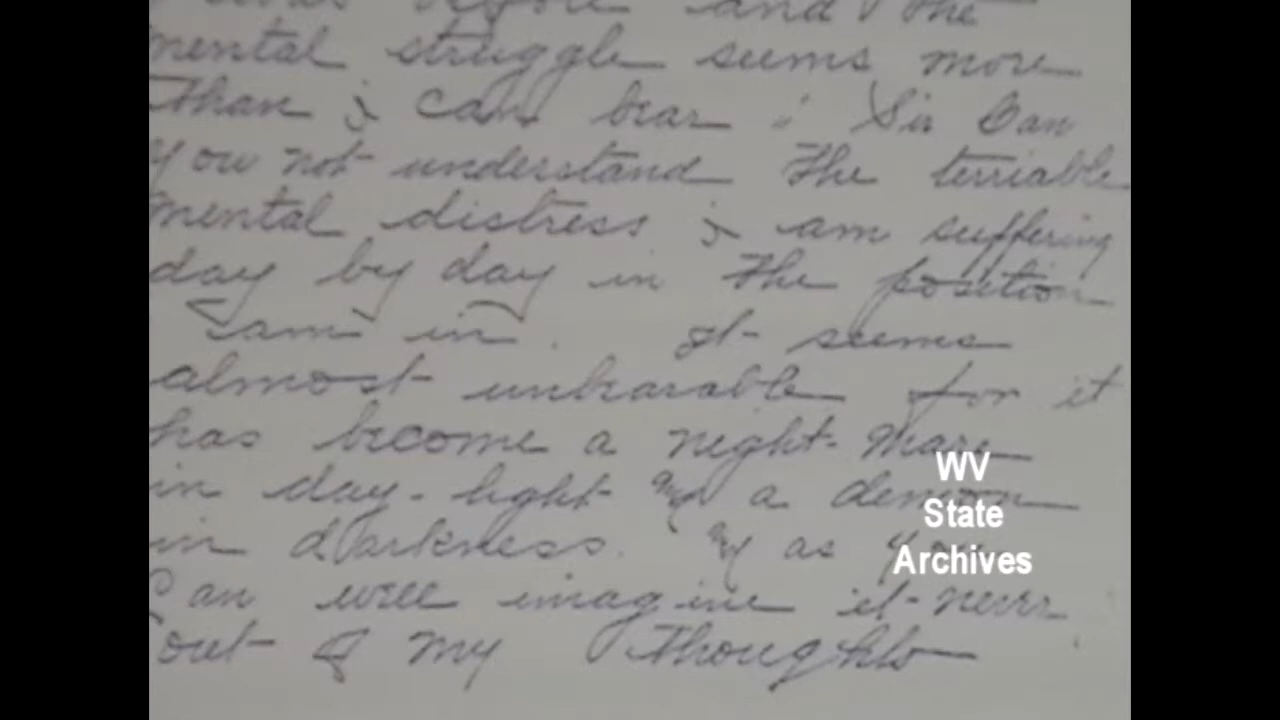 before and the
mental struggle seems more
than i can bear ; Sir Can
you not understand the terriable
mental distress i am suffering
day by day in the position
I am in. It seems
almost unbearable for it
has become a night-mare
in day-light & a demon
in darkness. & as you
Can well imagine it-never
out of my thoughts
WV
State
Archives